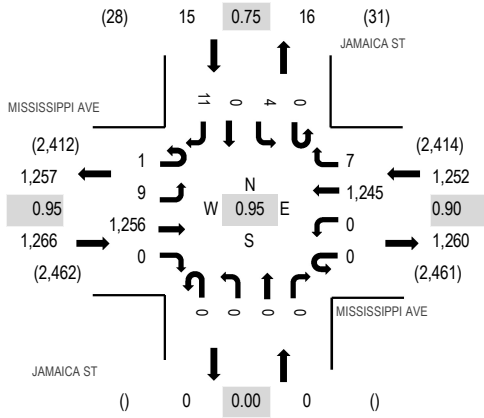 (28) 15 0.75 16 (31)
JAMAICA ST
11 0 4 0
MISSISSIPPI AVE
(2,412) (2,414)
1 7
1,257 1,252
9 N 1,245
0.95 W 0.95 E 0.90
1,256 0
1,266 S 1,260
0 0
(2,462) (2,461)
0 0 0 0
MISSISSIPPI AVE
JAMAICA ST
() 0 0.00 0 ()